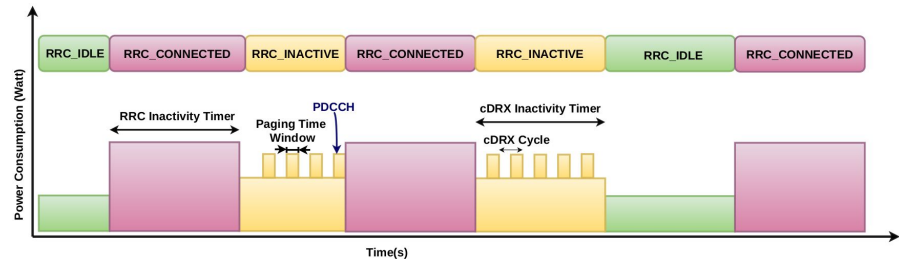 RRC_IDLE
RRC_CONNECTED
RRC_INACTIVE
RRC_CONNECTED
RRC_INACTIVE
RRC_IDLE
RRC_CONNECTED
Power Consumption (Watt)
RRC Inactivity Timer
Paging Time
Window
PDCCH
cDRX Inactivity Timer
cDRX Cycle
Time(s)